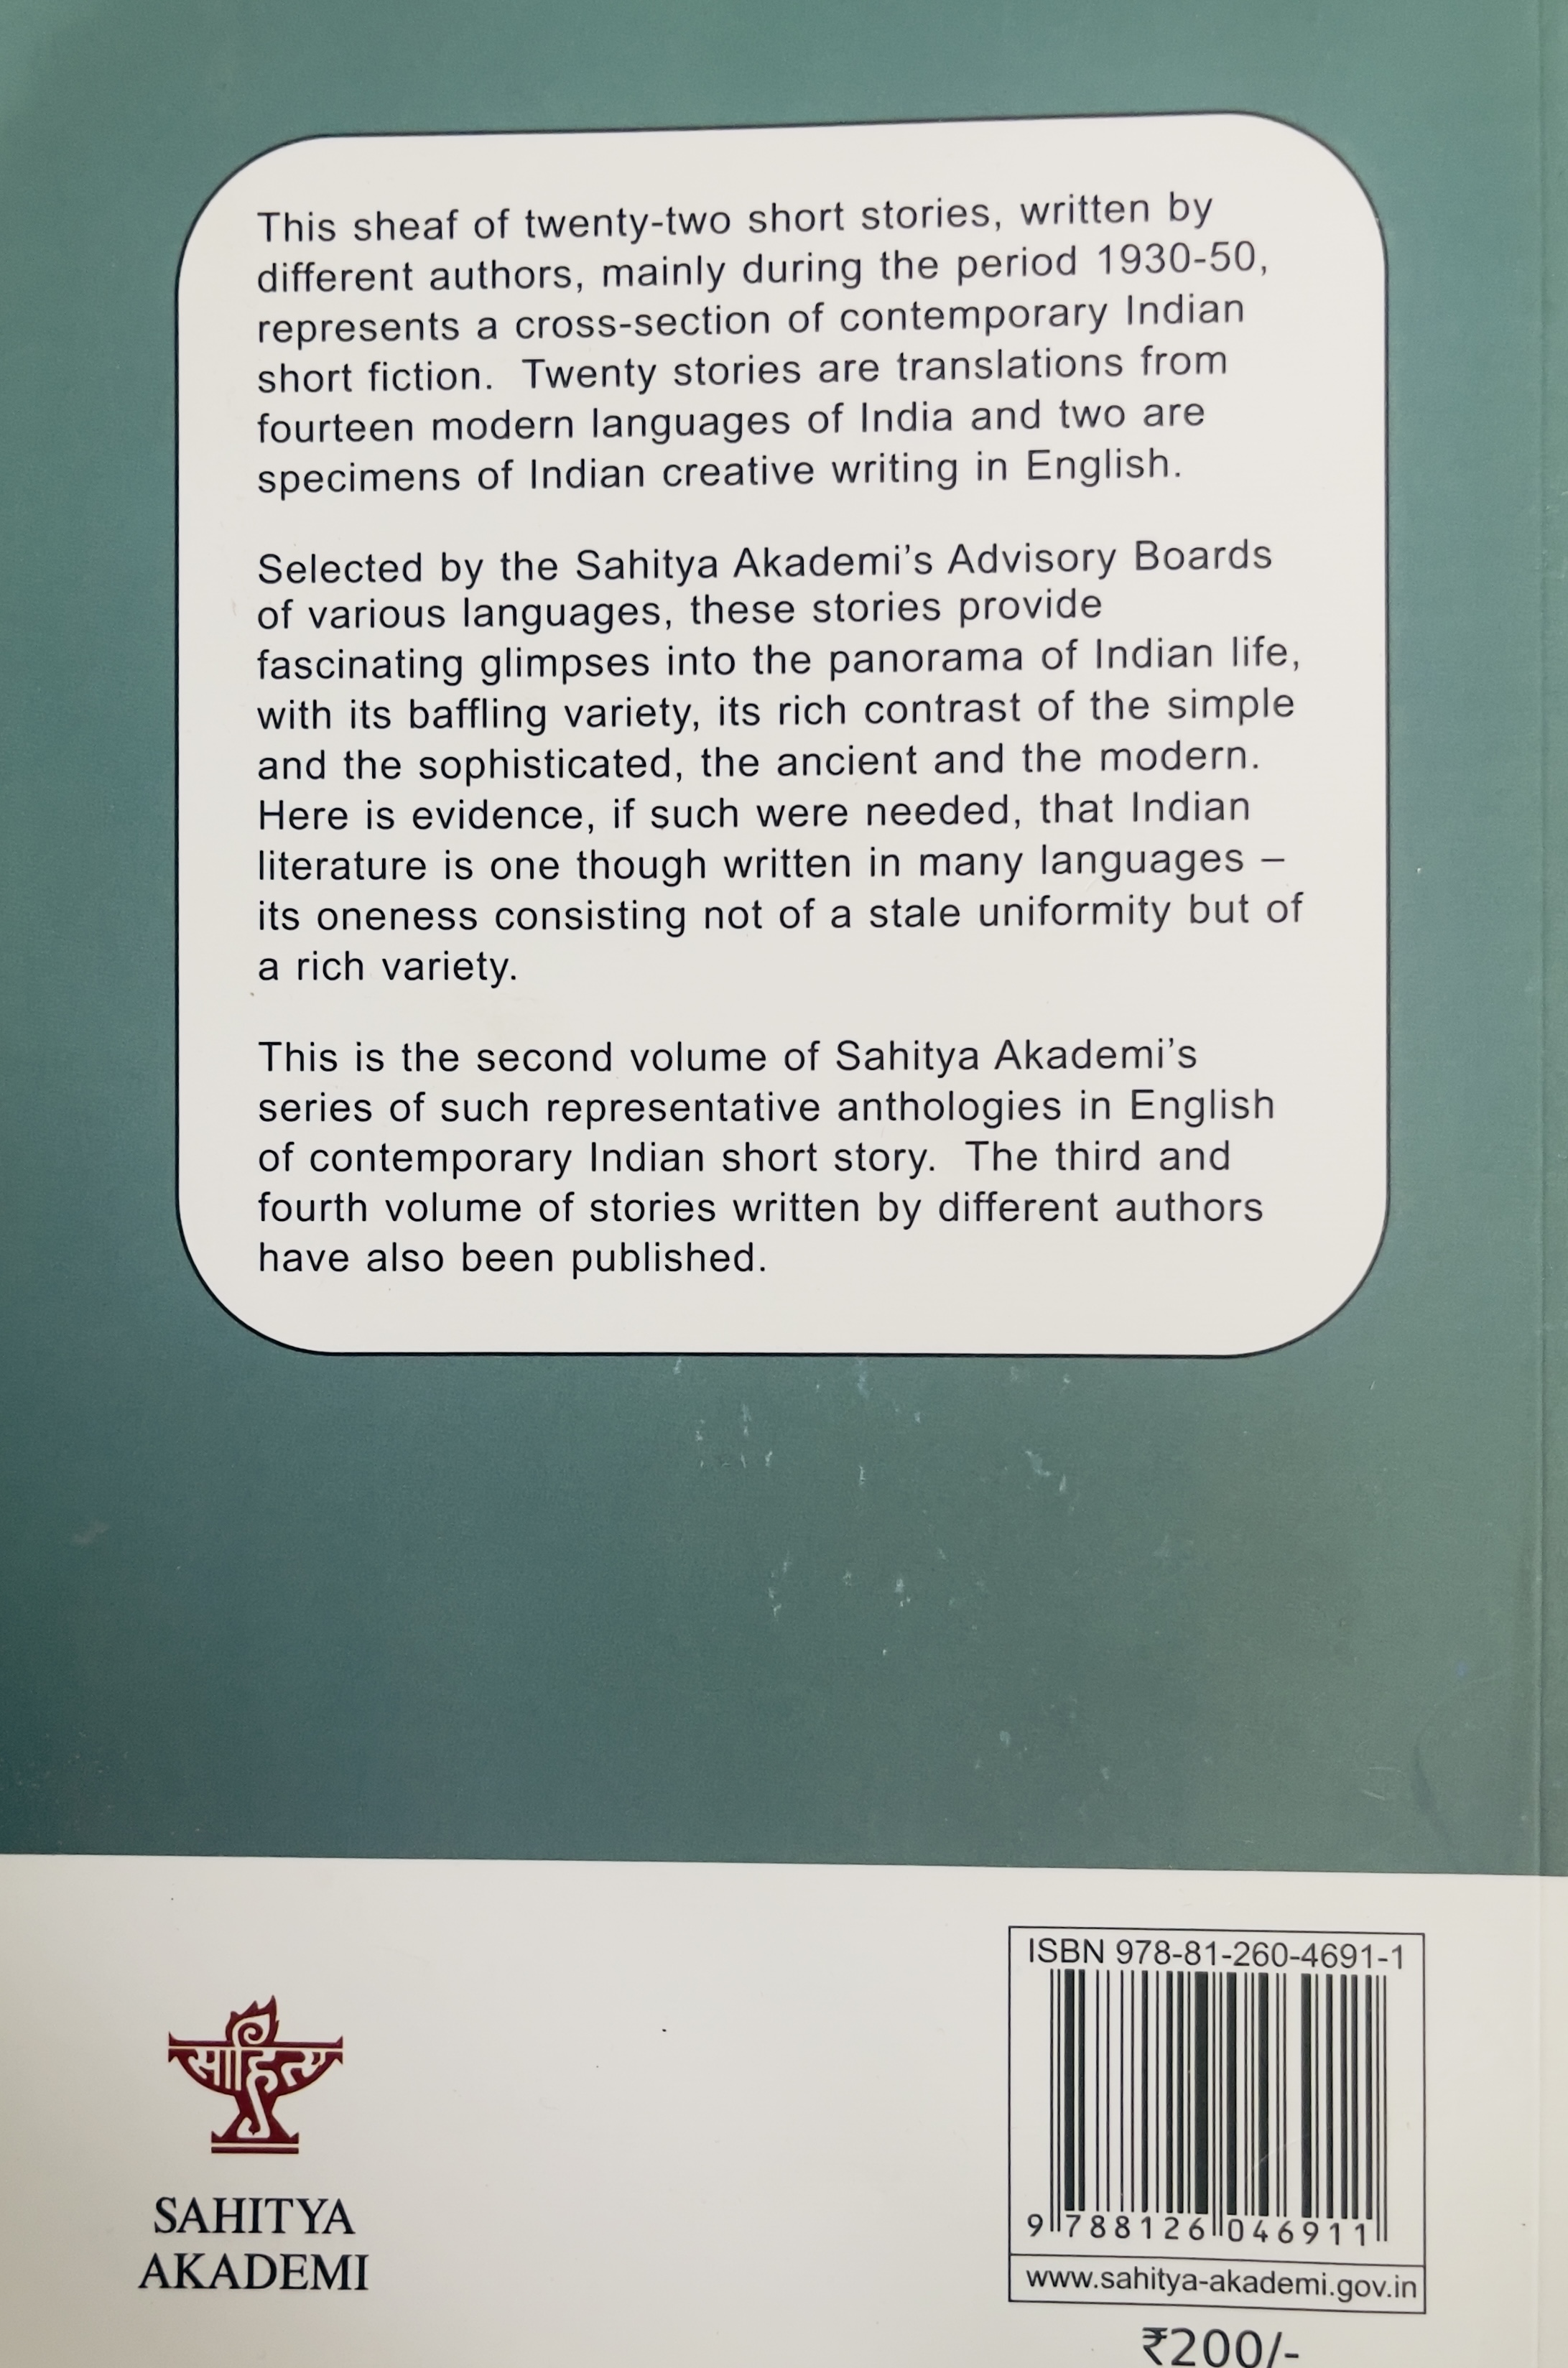 This sheaf of twenty-two short stories, written by
different authors, mainly during the period 1930-50,
represents a cross-section of contemporary Indian
short fiction. Twenty stories are translations from
fourteen modern languages of India and two are
specimens of Indian creative writing in English.
Selected by the Sahitya Akademi's Advisory Boards
of various languages, these stories provide
fascinating glimpses into the panorama of Indian life,
with its baffling variety, its rich contrast of the simple
and the sophisticated, the ancient and the modern.
Here is evidence, if such were needed, that Indian
literature is one though written in many languages –
its oneness consisting not of a stale uniformity but of
a rich variety.
This is the second volume of Sahitya Akademi's
series of such representative anthologies in English
of contemporary Indian short story. The third and
fourth volume of stories written by different authors
have also been published.
साहित्य
SAHITYA
AKADEMI
ISBN 978-81-260-4691-1
9 788126 046911
www.sahitya-akademi.gov.in
₹200/-